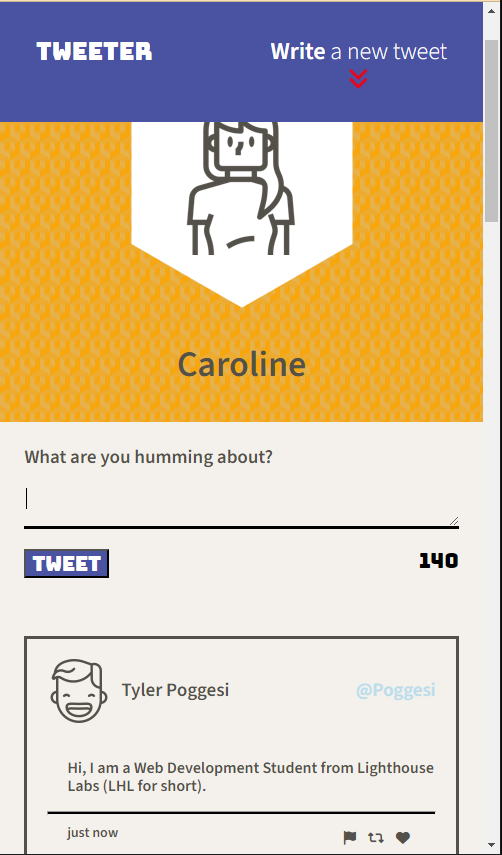 TWEETER
Write a new tweet
Caroline
What are you humming about?
TWEET
140
Tyler Poggesi
@Poggesi
Hi, I am a Web Development Student from Lighthouse
Labs (LHL for short).
just now